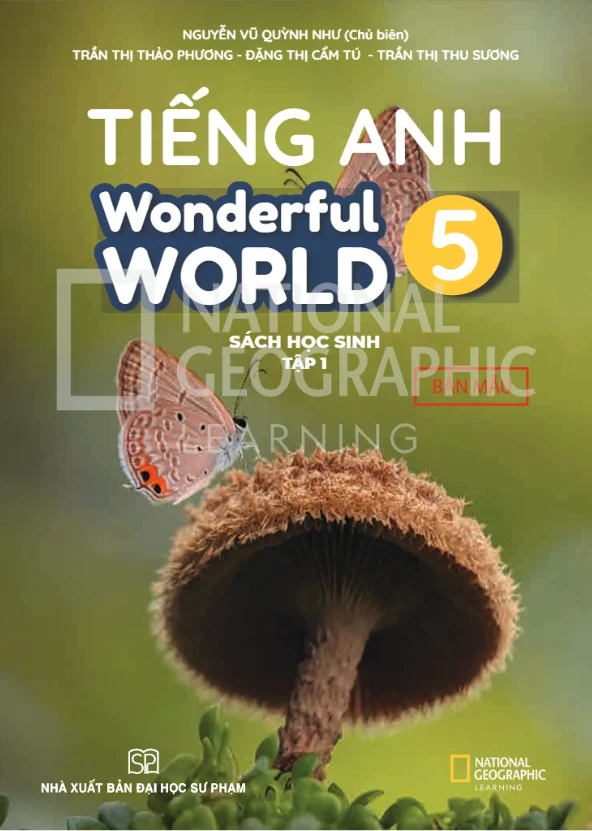 NGUYỄN VŨ QUỲNH NHƯ (Chủ biên)
TRẦN THỊ THẢO PHƯƠNG - ĐẶNG THỊ CẨM TÚ - TRẦN THỊ THU SƯƠNG
TIẾNG ANH
Wonderful
WORLD 5
NATIONAL
SÁCH HỌC SINH
GEOGRAPHIC
TẬP 1
BẢN MẪU
LEARNING
SP
NHÀ XUẤT BẢN ĐẠI HỌC SƯ PHẠM
NATIONAL
GEOGRAPHIC
LEARNING